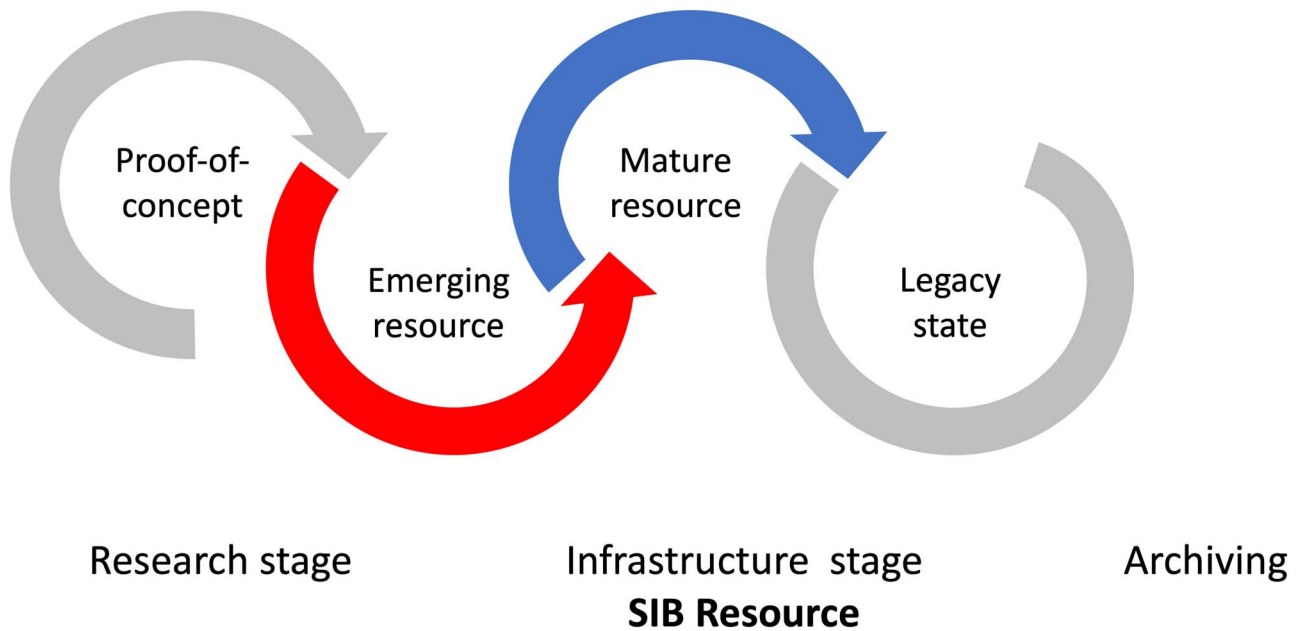 Proof-of-
concept
Emerging
resource
Mature
resource
Legacy
state
Research stage
Infrastructure stage
SIB Resource
Archiving